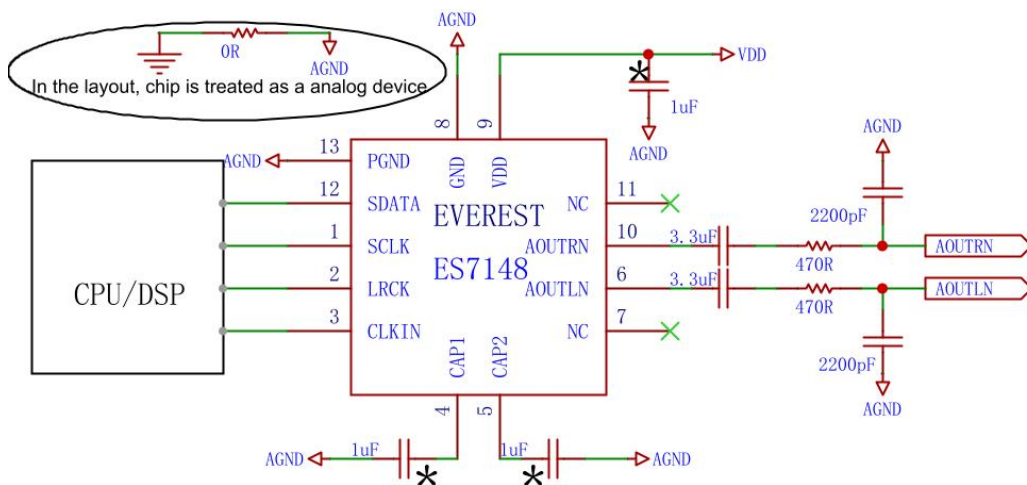 AGND
0R
AGND
In the layout, chip is treated as a analog device
VDD
*
1uF
AGND
AGND
8
9
13
AGND
PGND
GND
VDD
12
SDATA
EVEREST
NC
11
2200pF
1
SCLK
AOUTRN
10
3.3uF
470R
AOUTRN
CPU/DSP
ES7148
2
LRCK
AOUTLN
6
3.3uF
470R
AOUTLN
3
CLKIN
NC
7
CAP1
CAP2
2200pF
4
5
AGND
AGND
1uF
*
1uF
*
AGND